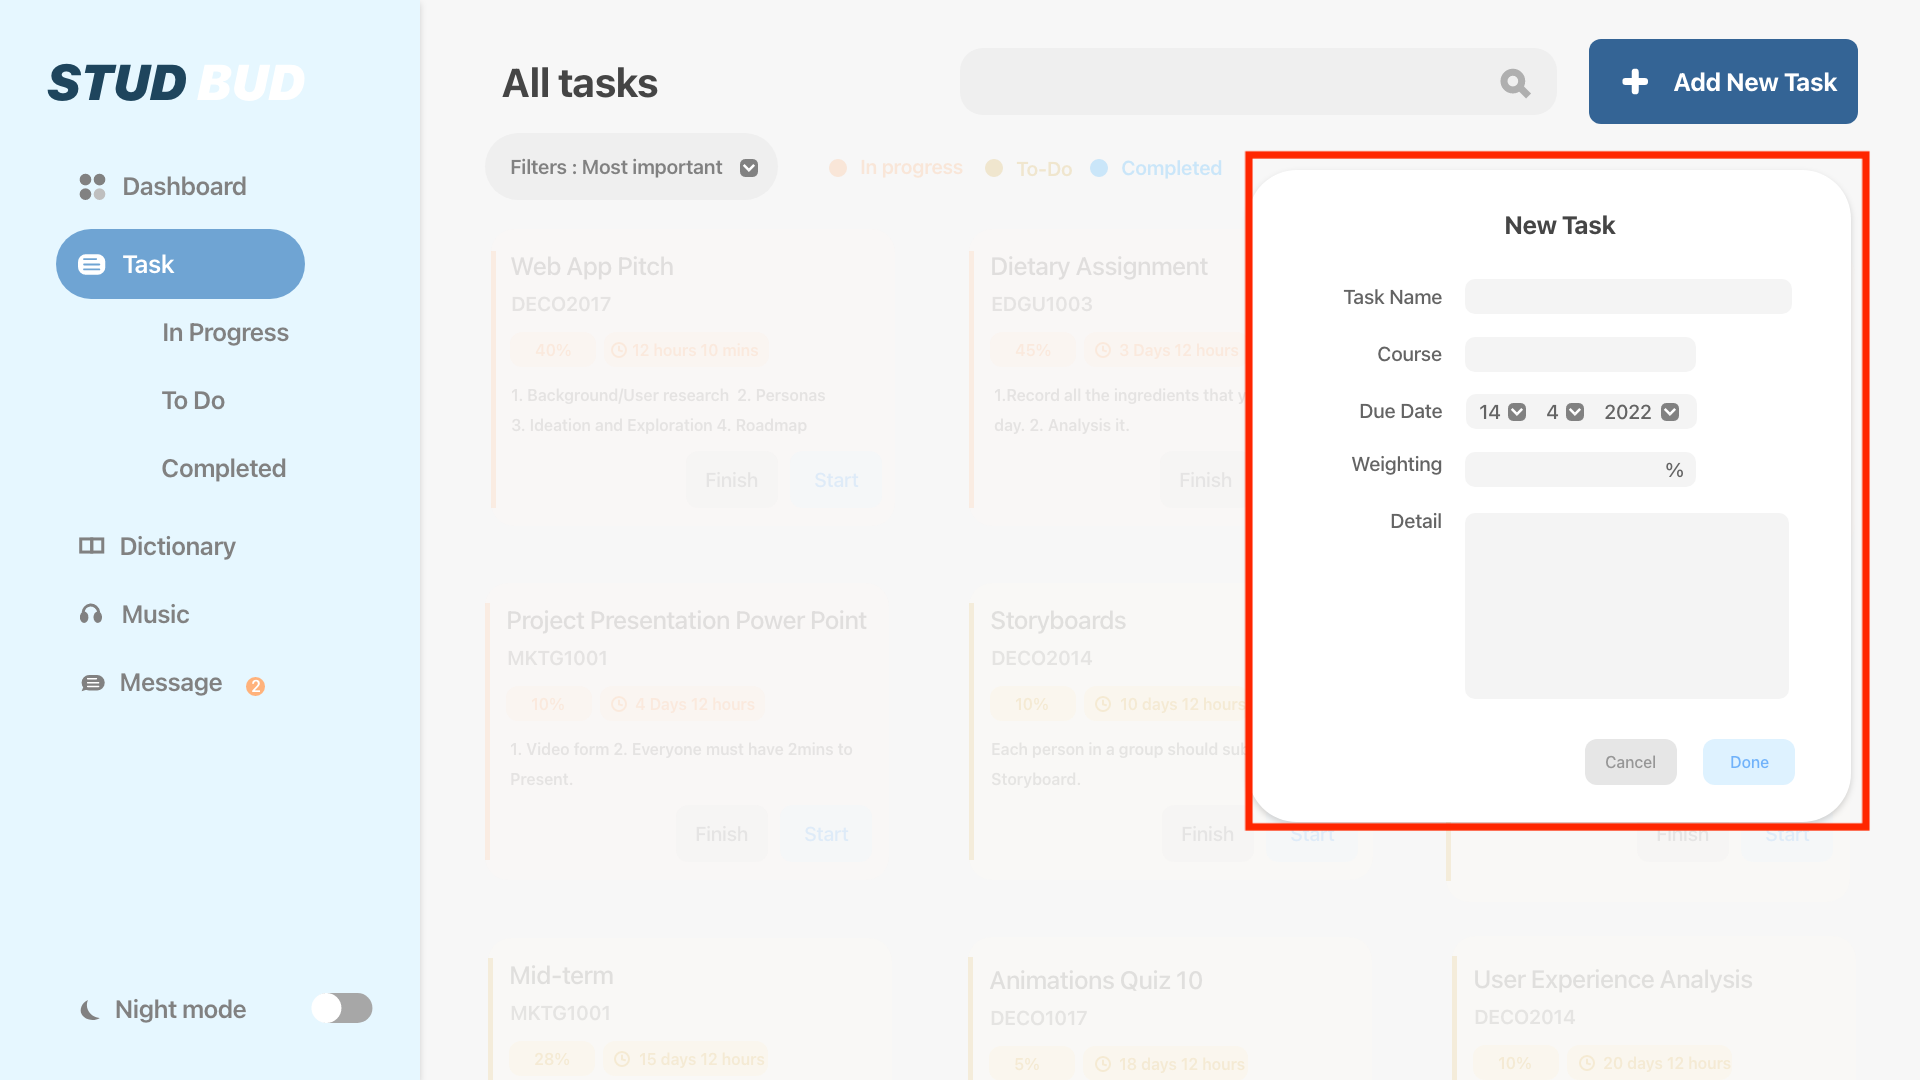 STUD BUD
Dashboard
Task
In Progress
To Do
Completed
Dictionary
Music
Message 2
Night mode
All tasks
Add New Task
Filters : Most important
In progress
To-Do
Completed
Web App Pitch
DECO2017
40% 12 hours 10 mins
1. Background/User research 2. Personas
3. Ideation and Exploration 4. Roadmap
Finish Start
Dietary Assignment
EDGU1003
45% 3 Days 12 hours
1.Record all the ingredients that
day. 2. Analysis it.
Finish
New Task
Task Name
Course
Due Date 14 4 2022
Weighting %
Detail
Cancel Done
Project Presentation Power Point
MKTG1001
10% 4 Days 12 hours
1. Video form 2. Everyone must have 2mins to
Present.
Finish Start
Storyboards
DECO2014
10% 10 days 12 hours
Each person in a group should
Storyboard.
Finish Start
Finish Start
Mid-term
MKTG1001
28% 15 days 12 hours
Animations Quiz 10
DECO1017
5% 18 days 12 hours
User Experience Analysis
DECO2014
10% 20 days 12 hours